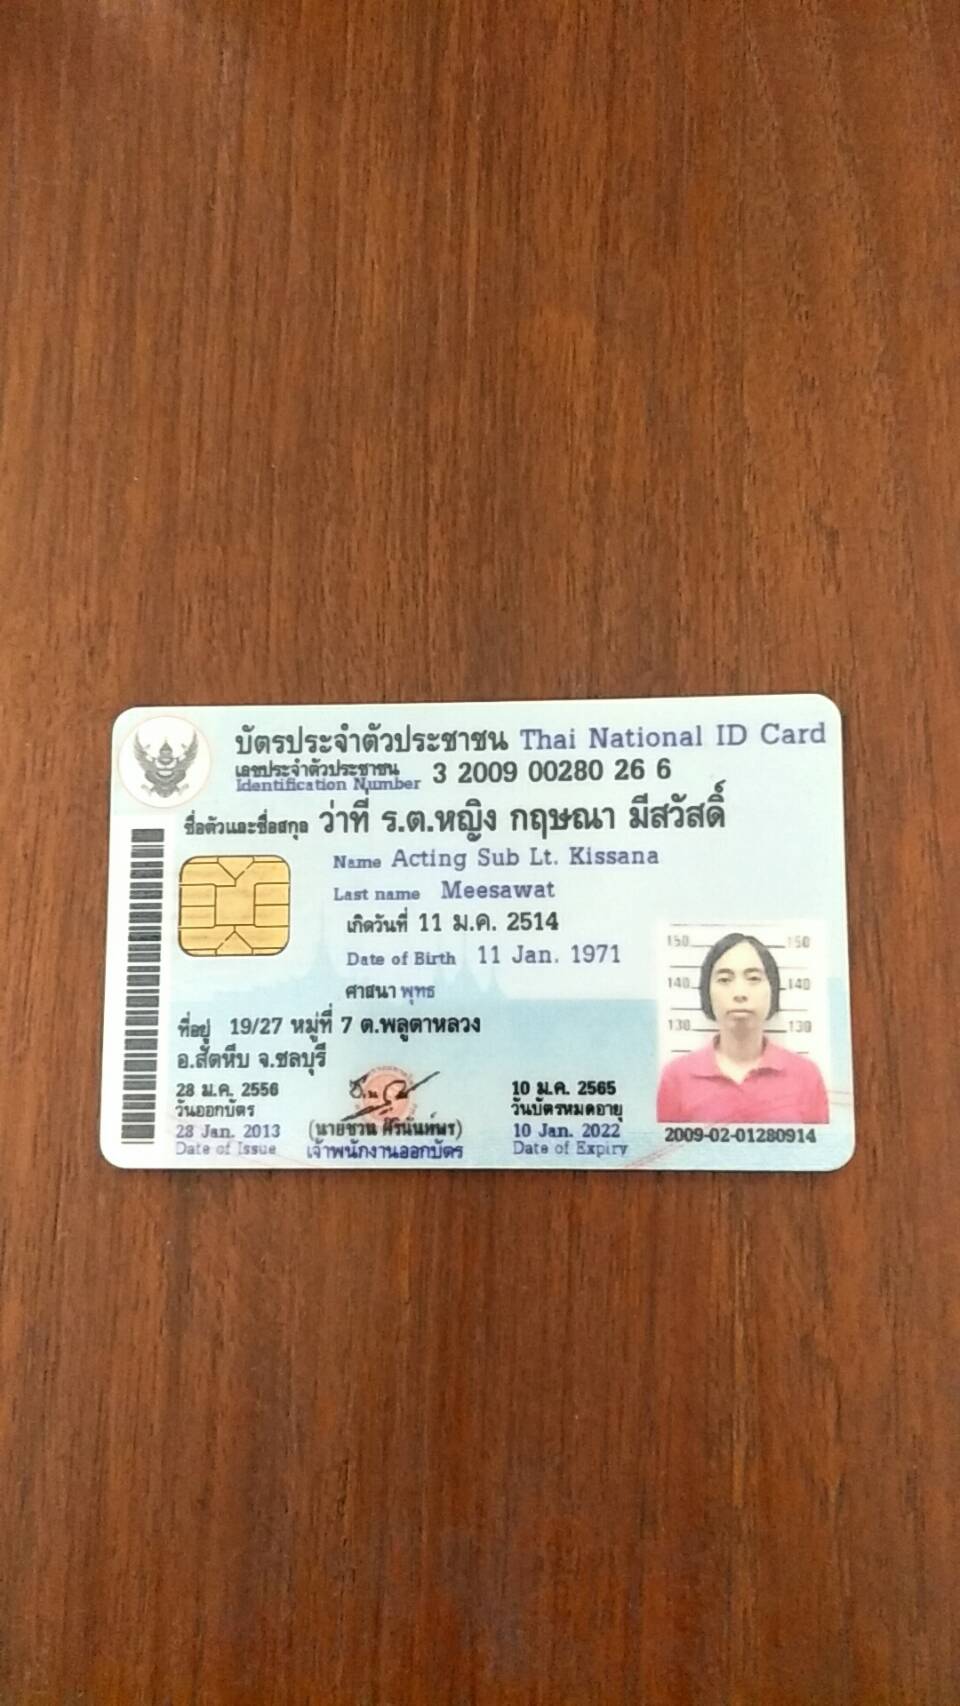 บัตรประจำตัวประชาชน Thai National ID Card
เลขประจำตัวประชาชน
Identification Number 3 2009 00280 26 6
ชื่อตัวและชื่อสกุล ว่าที่ ร.ต.หญิง กฤษณา มีสวัสดิ์
Name Acting Sub Lt. Kissana
Last name Meesawat
เกิดวันที่ 11 ม.ค. 2514
Date of Birth 11 Jan. 1971
ศาสนา พุทธ
ที่อยู่ 19/27 หมู่ที่ 7 ต.พลูตาหลวง
อ.สัตหีบ จ.ชลบุรี
28 ม.ค. 2556
วันออกบัตร
28 Jan. 2013
Date of Issue
(นายชวน ศิรินันท์พร)
เจ้าพนักงานออกบัตร
10 ม.ค. 2565
วันบัตรหมดอายุ
10 Jan. 2022
Date of Expiry
150 150
140 140
130 130
2009-02-01280914